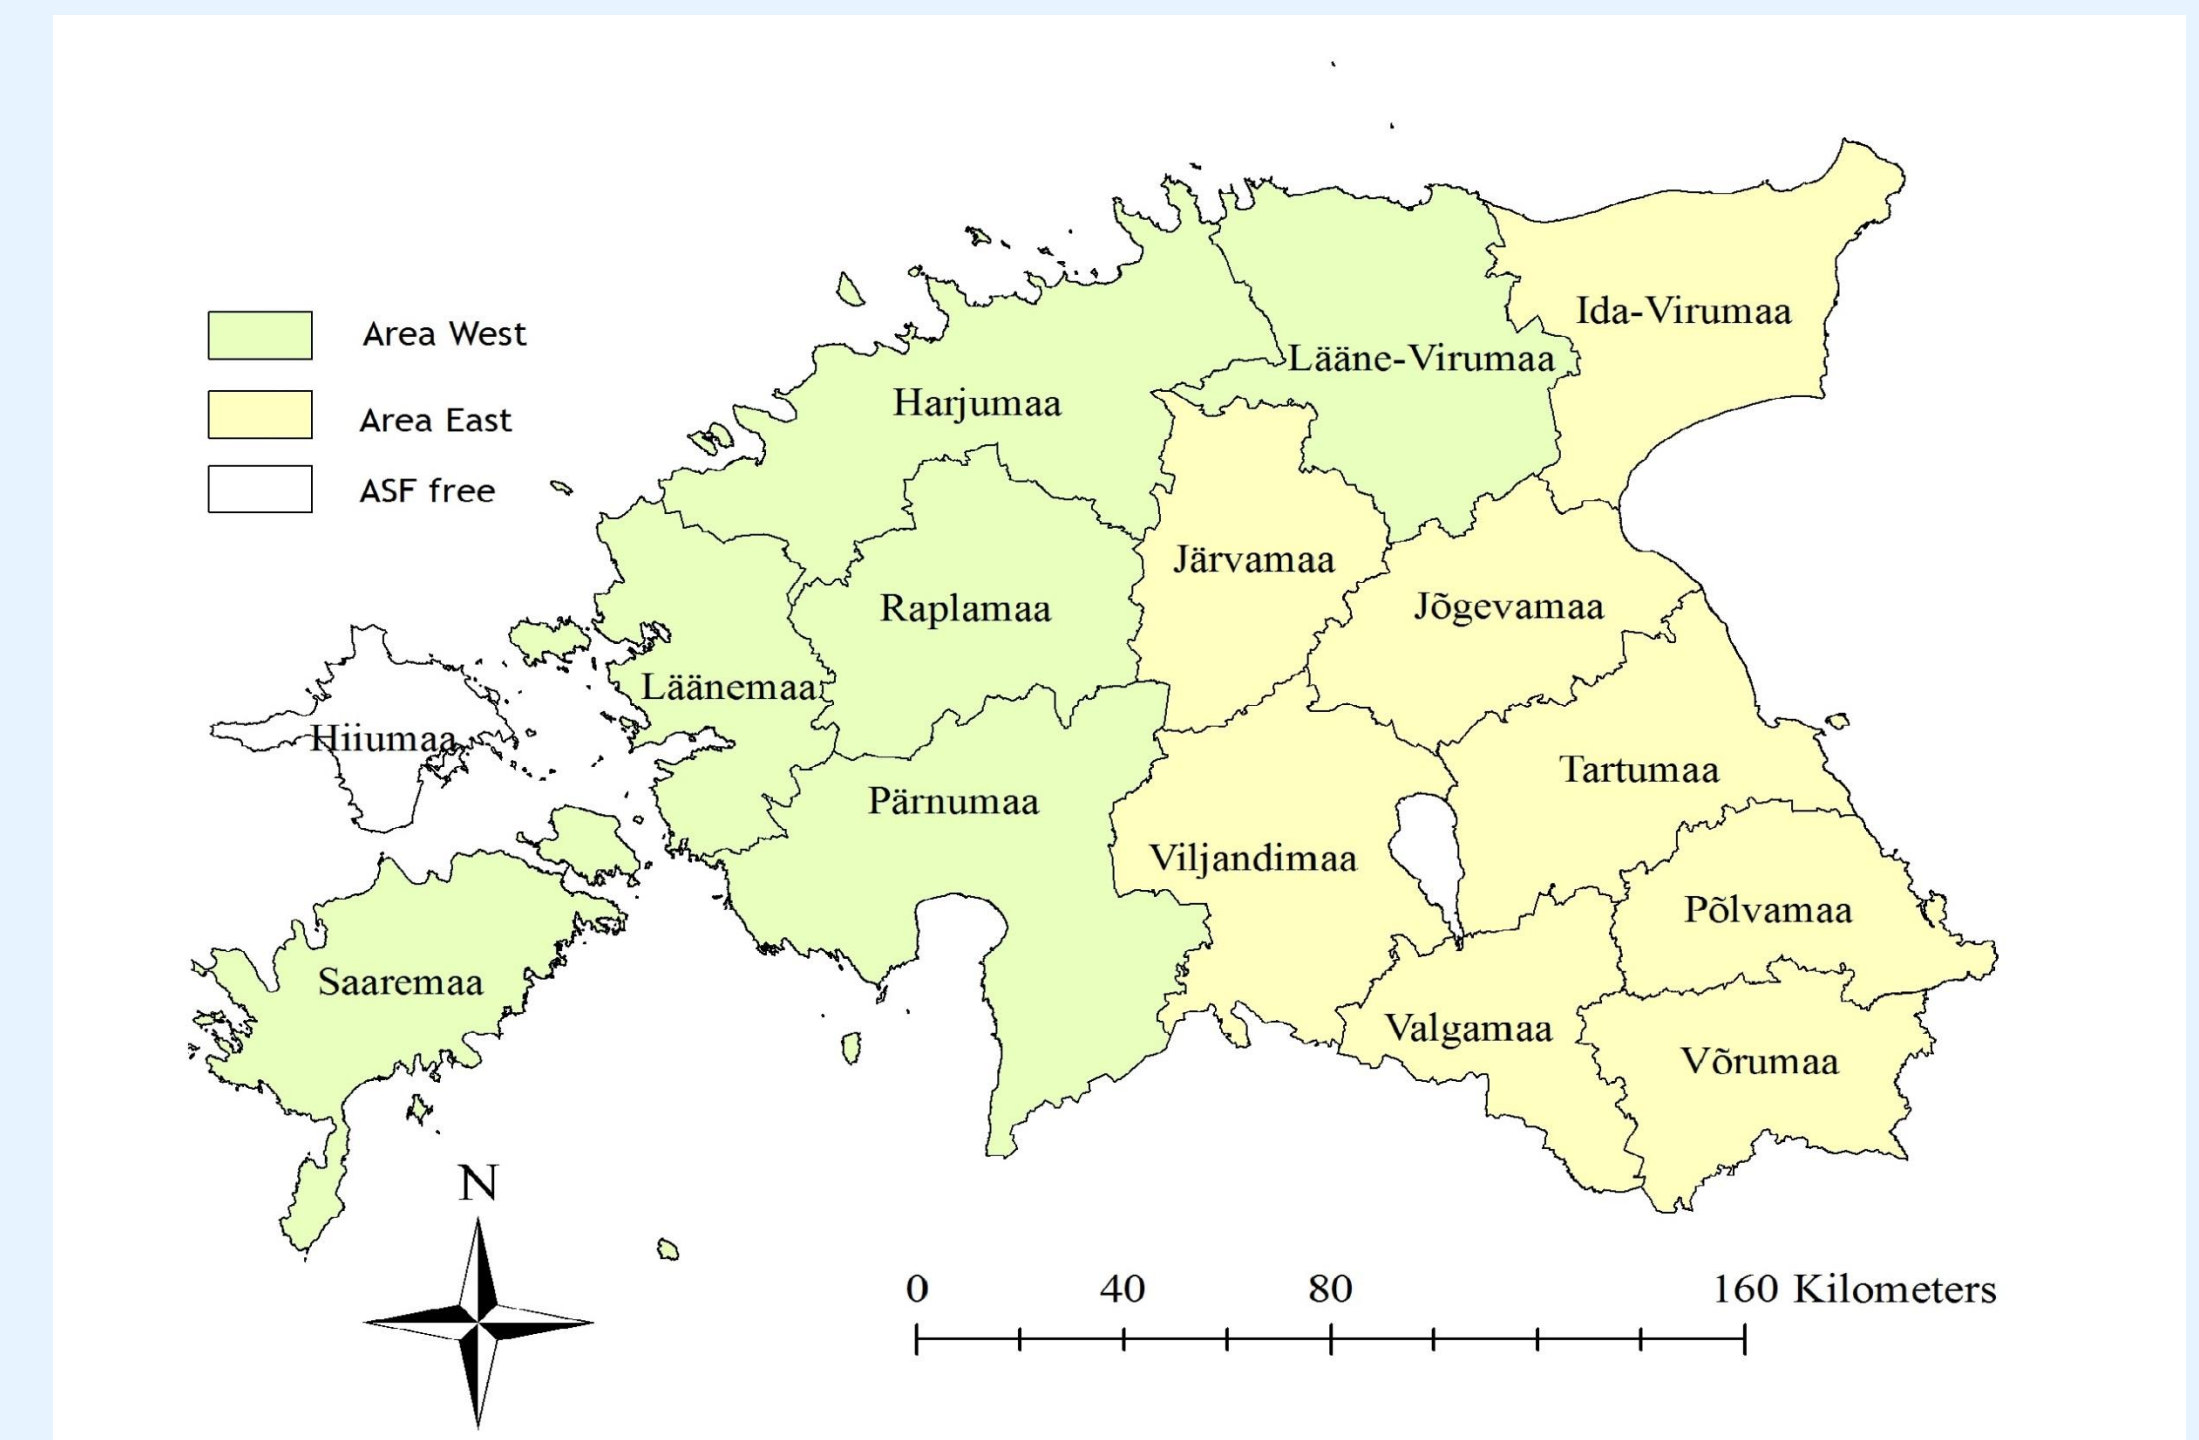 Area West
Area East
ASF free
Ida-Virumaa
Lääne-Virumaa
Harjumaa
Järvamaa
Jõgevamaa
Raplamaa
Läänemaa
Hiiumaa
Tartumaa
Pärnumaa
Viljandimaa
Põlvamaa
Saaremaa
Valgamaa
Võrumaa
N
0 40 80 160 Kilometers